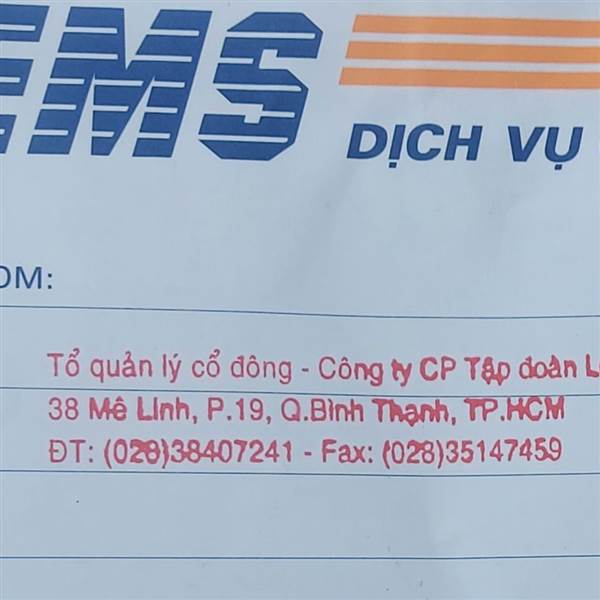 EMS
DỊCH VỤ
OM:
Tổ quản lý cổ đông - Công ty CP Tập đoàn
38 Mê Linh, P.19, Q.Bình Thạnh, TP.HCM
ĐT: (028)38407241 - Fax: (028)35147459